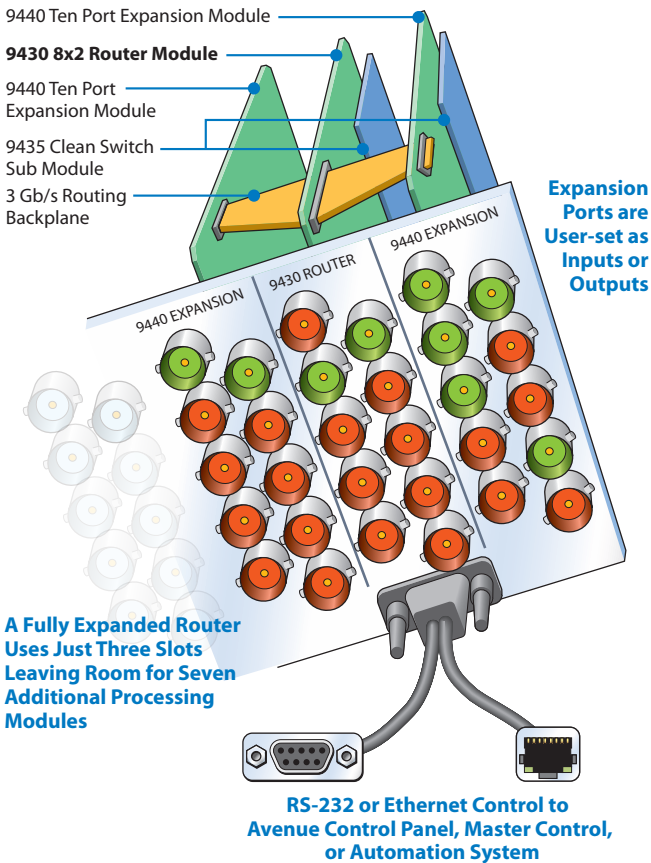 9440 Ten Port Expansion Module
9430 8x2 Router Module
9440 Ten Port
Expansion Module
9435 Clean Switch
Sub Module
3 Gb/s Routing
Backplane
Expansion
Ports are
User-set as
Inputs or
Outputs
9440 EXPANSION
9430 ROUTER
9440 EXPANSION
A Fully Expanded Router
Uses Just Three Slots
Leaving Room for Seven
Additional Processing
Modules
RS-232 or Ethernet Control to
Avenue Control Panel, Master Control,
or Automation System